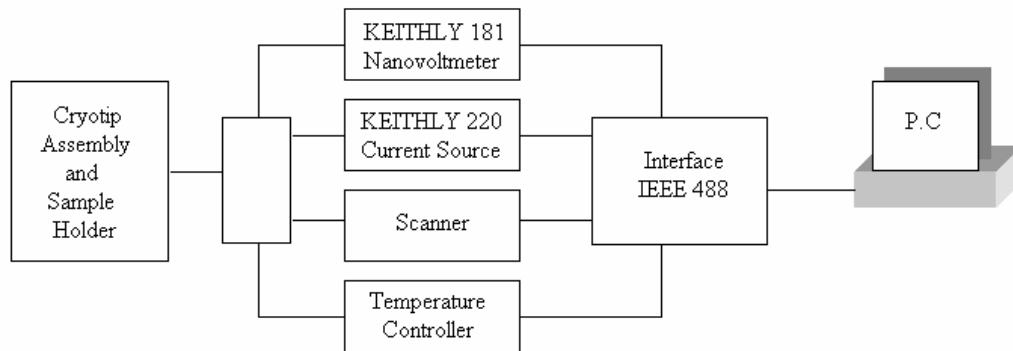 Cryotip
Assembly
and
Sample
Holder
KEITHLY 181
Nanovoltmeter
KEITHLY 220
Current Source
Scanner
Temperature
Controller
Interface
IEEE 488
P.C